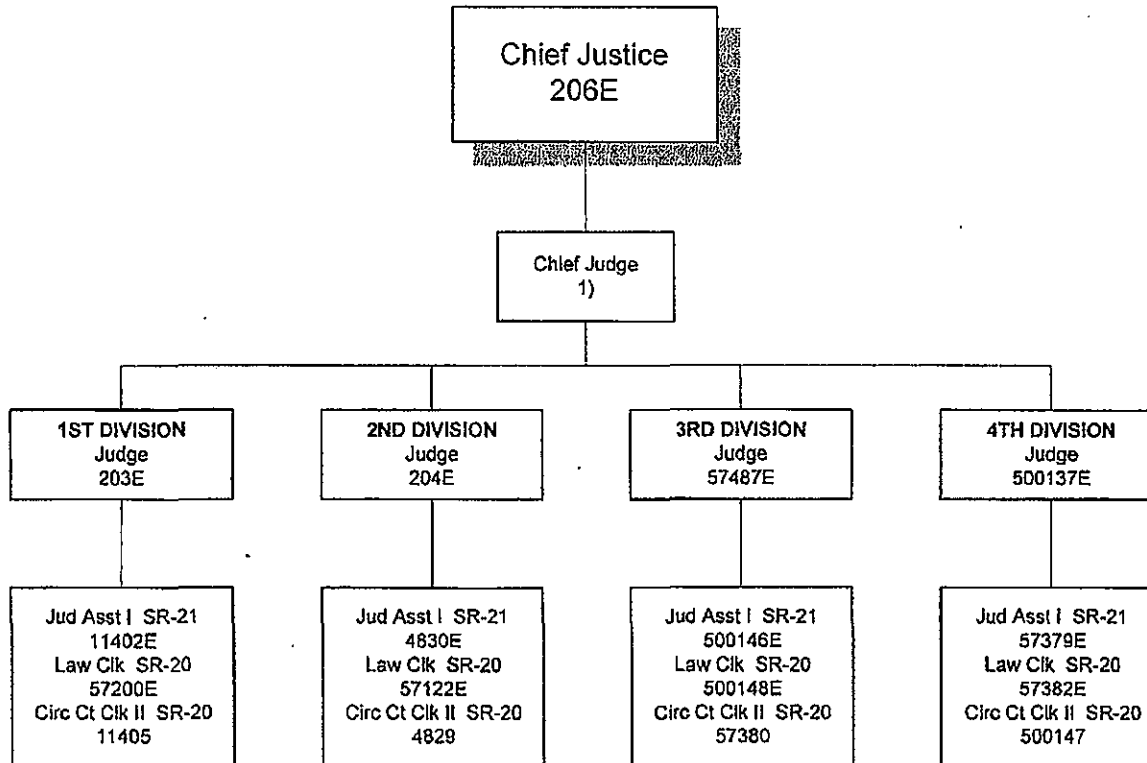 Chief Justice
206E
Chief Judge
1)
1ST DIVISION
Judge
203E
2ND DIVISION
Judge
204E
3RD DIVISION
Judge
57487E
4TH DIVISION
Judge
500137E
Jud Asst I SR-21
11402E
Law Clk SR-20
57200E
Circ Ct Clk II SR-20
11405
Jud Asst I SR-21
4830E
Law Clk SR-20
57122E
Circ Ct Clk II SR-20
4829
Jud Asst I SR-21
500146E
Law Clk SR-20
500148E
Circ Ct Clk II SR-20
57380
Jud Asst I SR-21
57379E
Law Clk SR-20
57382E
Circ Ct Clk II SR-20
500147